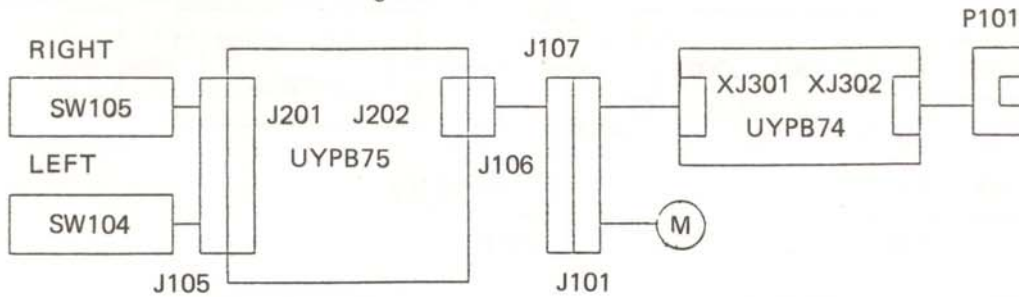 P101
RIGHT
J107
SW105
J201 J202
XJ301 XJ302
UYPB75
UYPB74
LEFT
J106
SW104
M
J105
J101